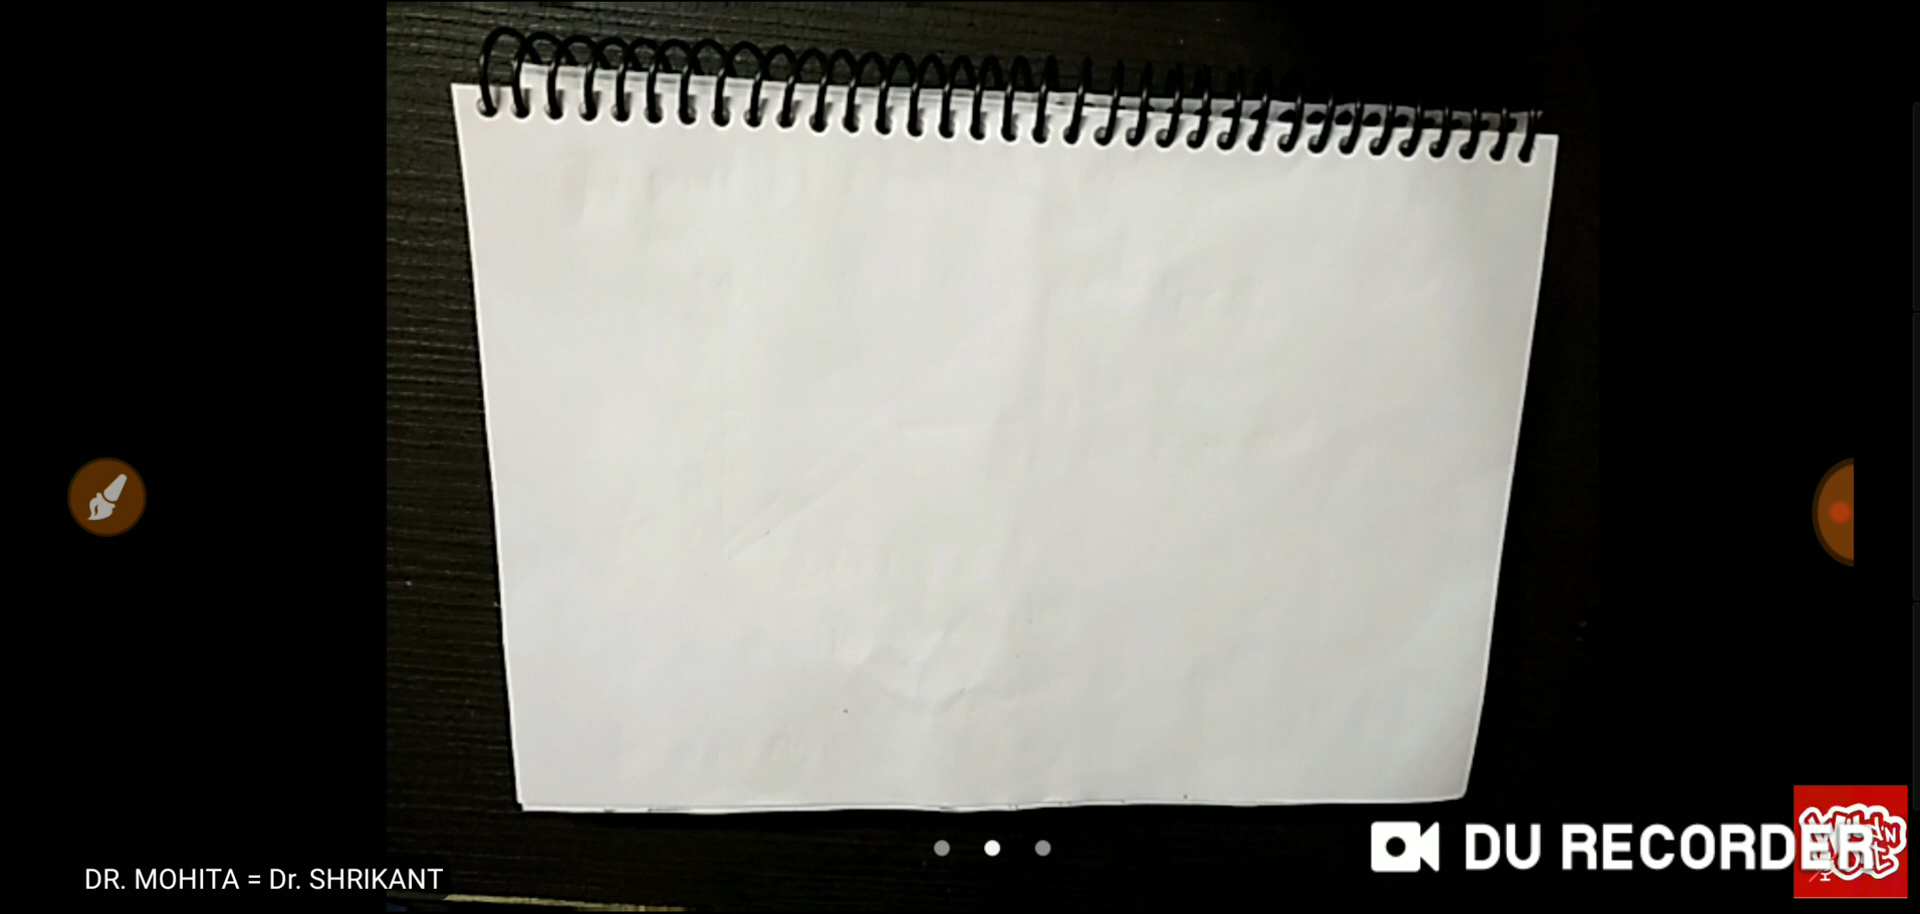 DU RECORDER
DR. MOHITA = Dr. SHRIKANT